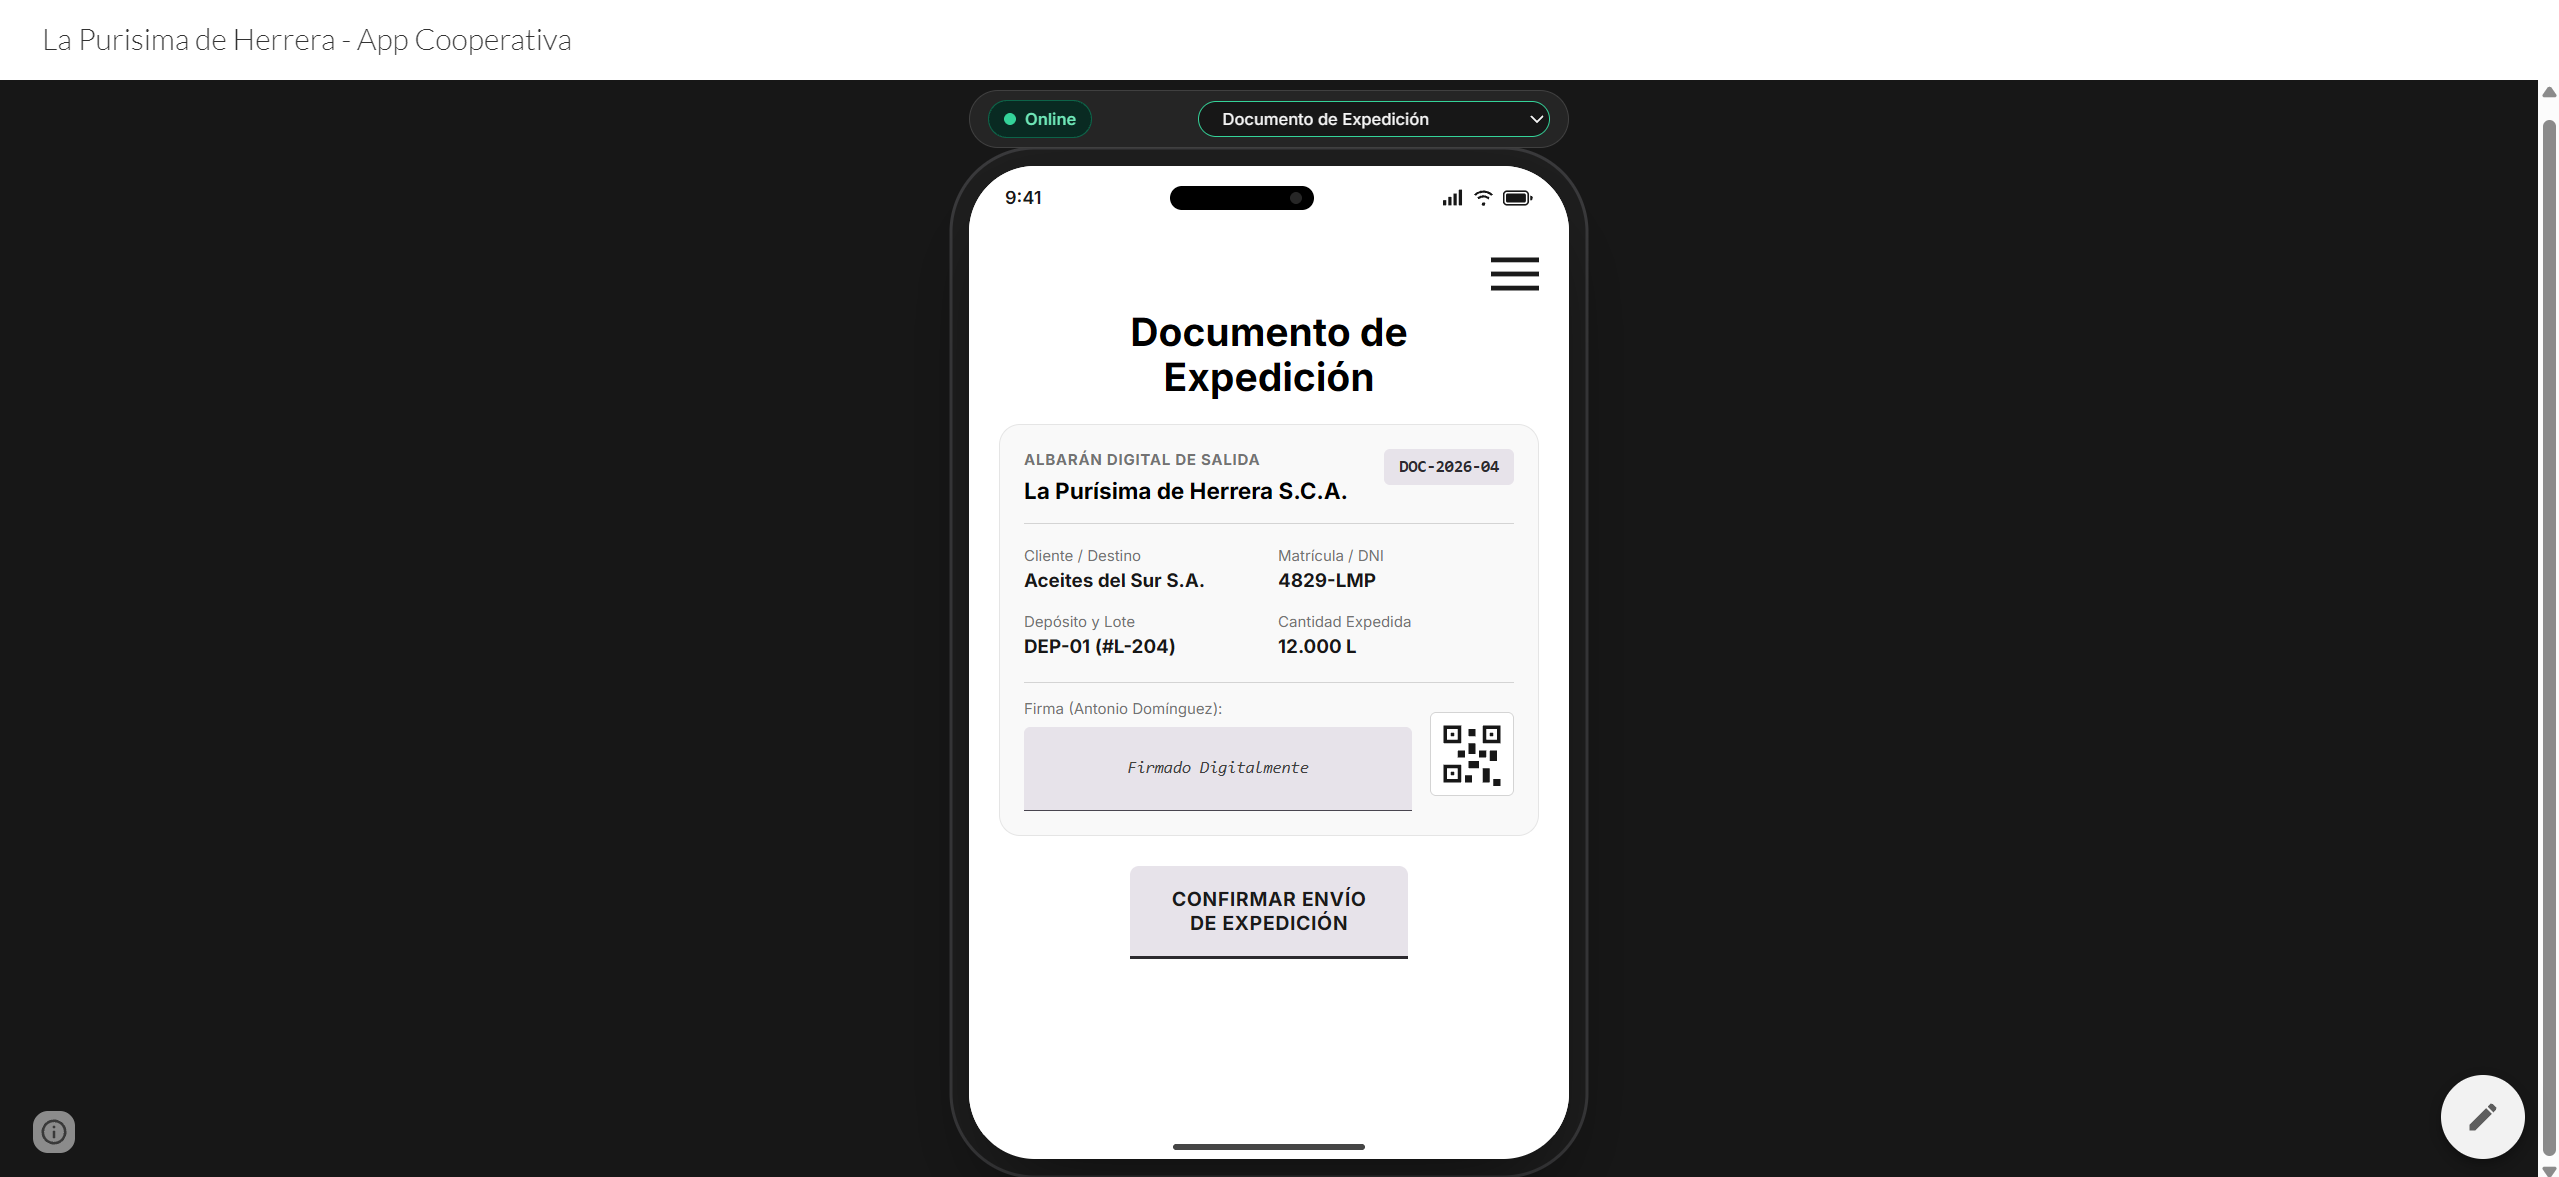 La Purisima de Herrera - App Cooperativa
Online
Documento de Expedición
9:41
Documento de
Expedición
ALBARÁN DIGITAL DE SALIDA
DOC-2026-04
La Purísima de Herrera S.C.A.
Cliente / Destino
Matrícula / DNI
Aceites del Sur S.A.
4829-LMP
Depósito y Lote
Cantidad Expedida
DEP-01 (#L-204)
12.000 L
Firma (Antonio Domínguez):
Firmado Digitalmente
CONFIRMAR ENVÍO
DE EXPEDICIÓN